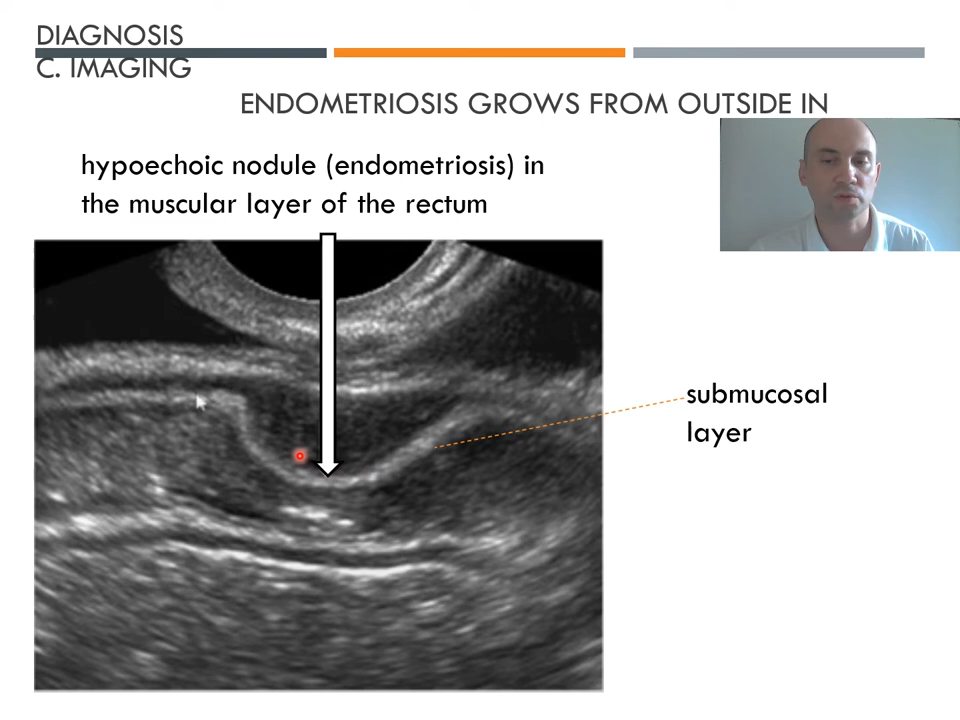 DIAGNOSIS
C. IMAGING
ENDOMETRIOSIS GROWS FROM OUTSIDE IN
hypoechoic nodule (endometriosis) in
the muscular layer of the rectum
submucosal
layer